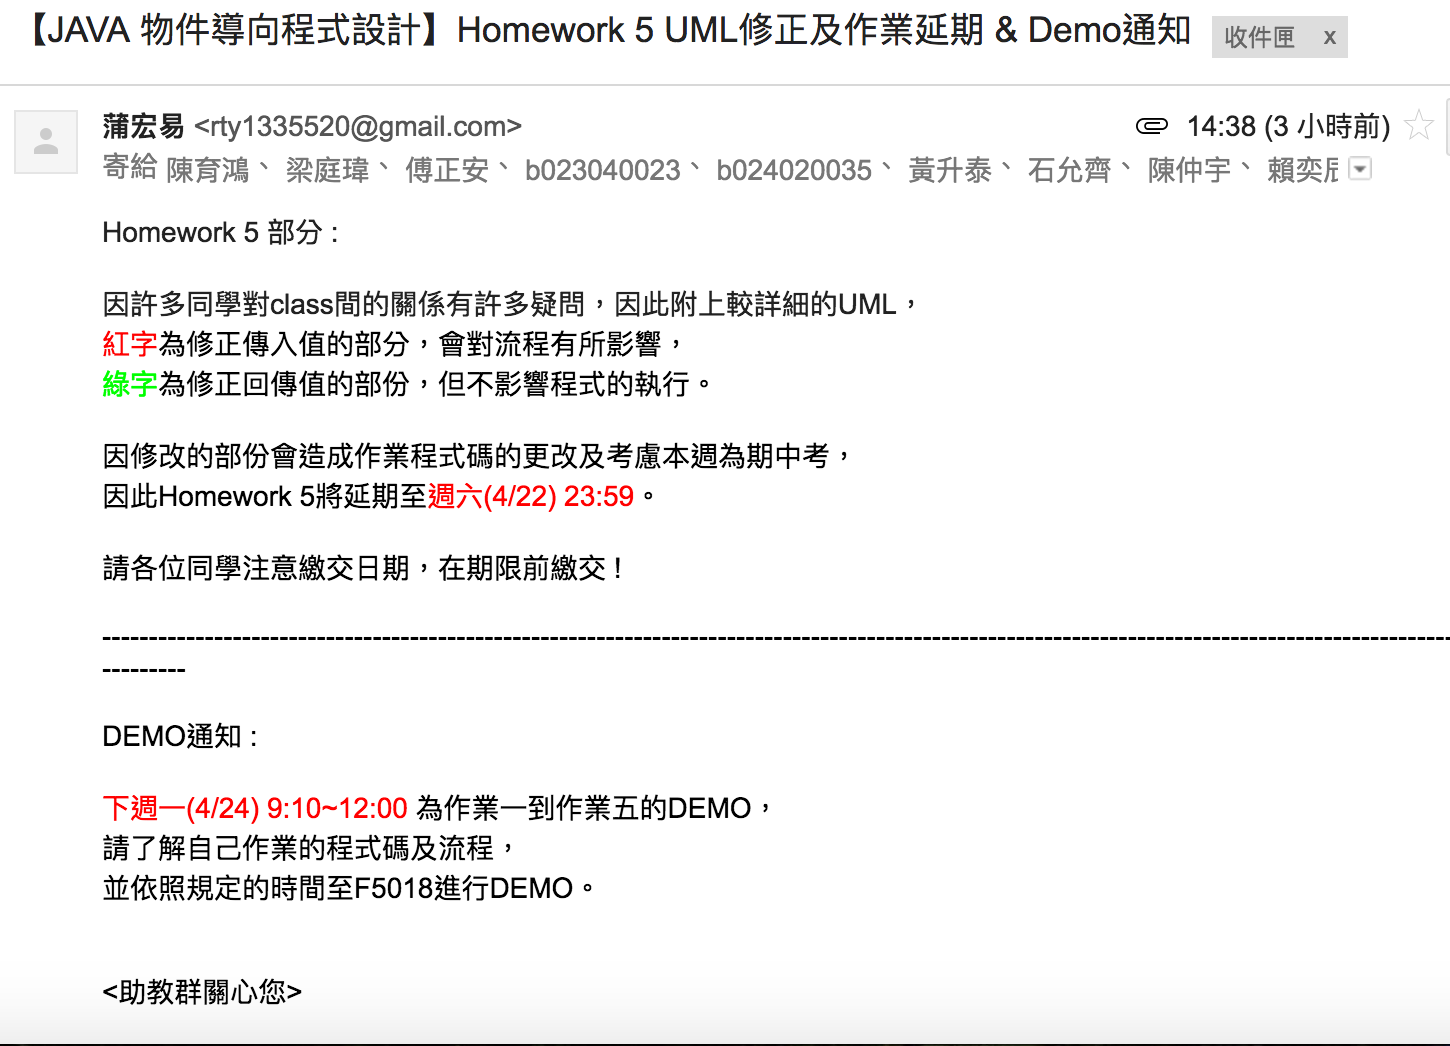 【JAVA 物件導向程式設計】Homework 5 UML修正及作業延期 & Demo通知 收件匣 x
蒲宏易 <rty1335520@gmail.com> 14:38 (3 小時前)
寄給 陳育鴻、 梁庭瑋、 傅正安、 b023040023、 b024020035、 黃升泰、 石允齊、 陳仲宇、 賴奕辰
Homework 5 部分 :
因許多同學對class間的關係有許多疑問，因此附上較詳細的UML，
紅字為修正傳入值的部分，會對流程有所影響，
綠字為修正回傳值的部份，但不影響程式的執行。
因修改的部份會造成作業程式碼的更改及考慮本週為期中考，
因此Homework 5將延期至週六(4/22) 23:59。
請各位同學注意繳交日期，在期限前繳交 !
--------------------------------------------------------------------------------------------------------------------------------------------------
---------
DEMO通知 :
下週一(4/24) 9:10~12:00 為作業一到作業五的DEMO，
請了解自己作業的程式碼及流程，
並依照規定的時間至F5018進行DEMO。
<助教群關心您>